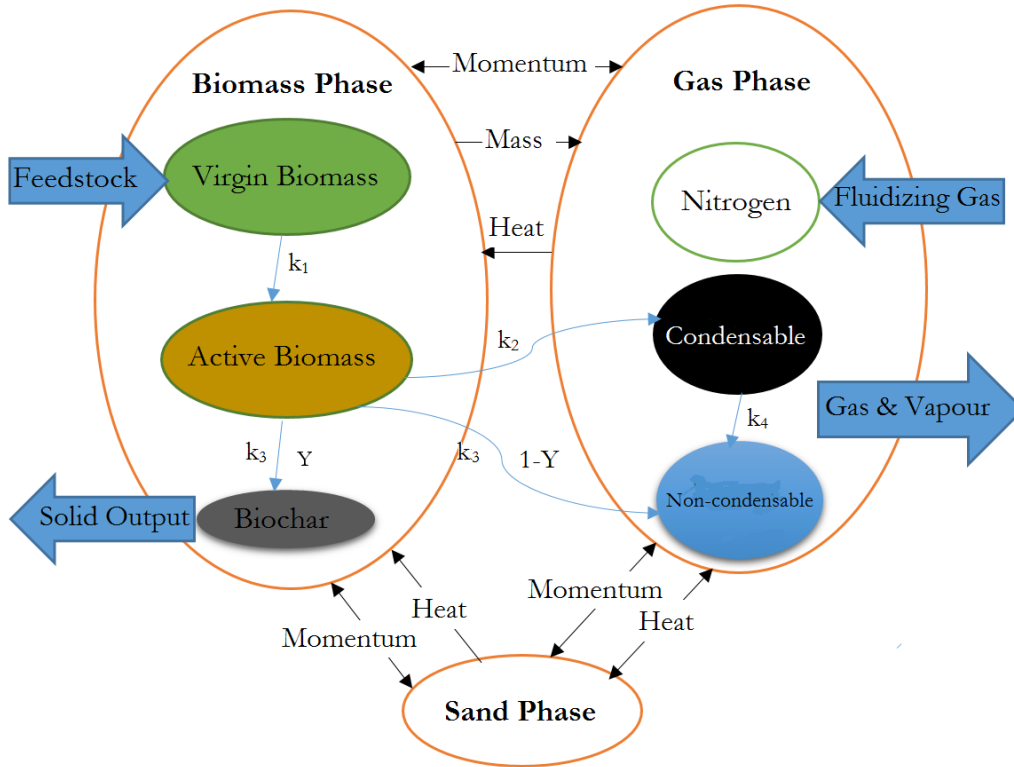 Momentum
Biomass Phase
Gas Phase
Mass
Feedstock
Virgin Biomass
Nitrogen
Fluidizing Gas
Heat
k₁
Condensable
k₂
Active Biomass
Gas & Vapour
k₄
k₃
Y
k₃
1-Y
Non-condensable
Solid Output
Biochar
Momentum
Heat
Heat
Momentum
Sand Phase